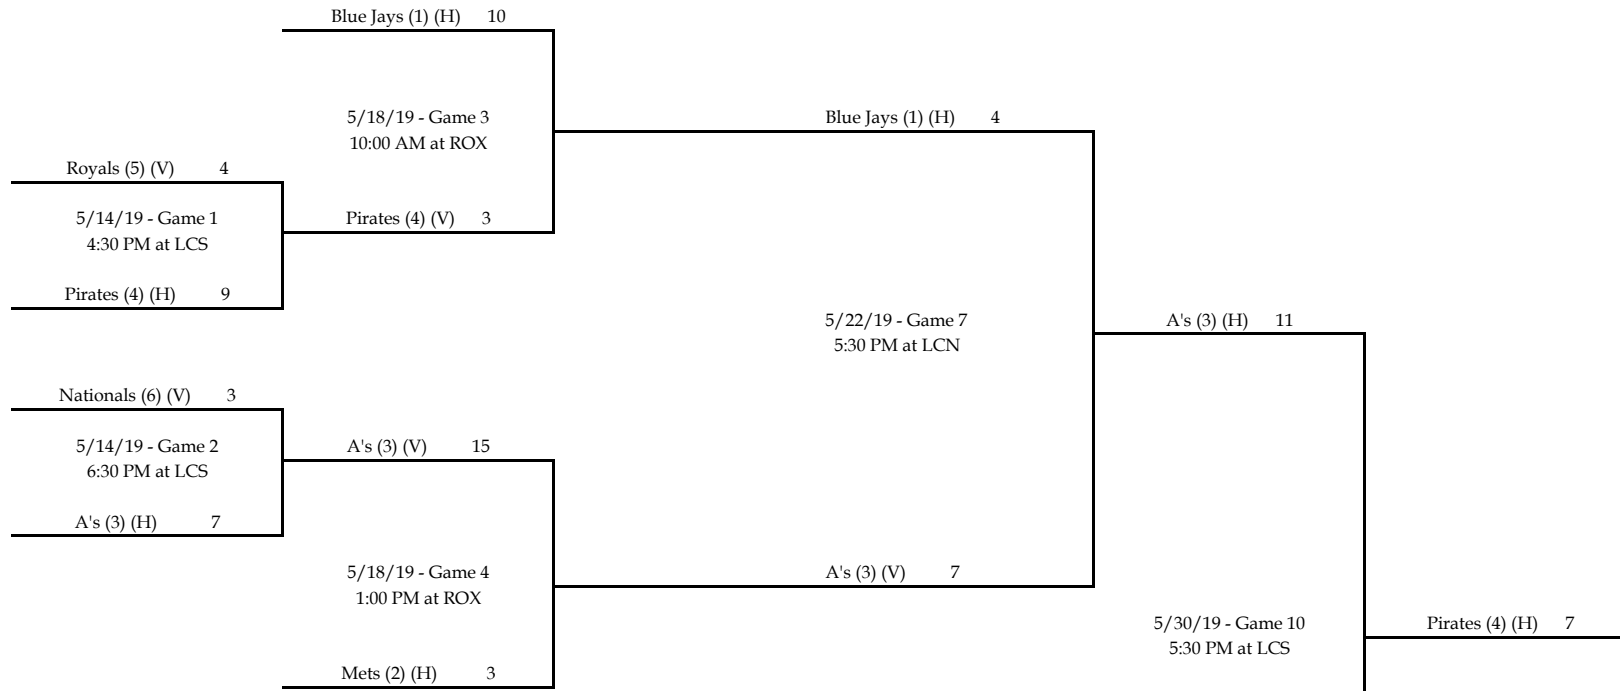 Blue Jays (1) (H) 10
5/18/19 - Game 3
10:00 AM at ROX
Blue Jays (1) (H) 4
Royals (5) (V) 4
5/14/19 - Game 1
4:30 PM at LCS
Pirates (4) (V) 3
Pirates (4) (H) 9
5/22/19 - Game 7
5:30 PM at LCN
A's (3) (H) 11
Nationals (6) (V) 3
5/14/19 - Game 2
6:30 PM at LCS
A's (3) (V) 15
A's (3) (H) 7
5/18/19 - Game 4
1:00 PM at ROX
A's (3) (V) 7
5/30/19 - Game 10
5:30 PM at LCS
Pirates (4) (H) 7
Mets (2) (H) 3